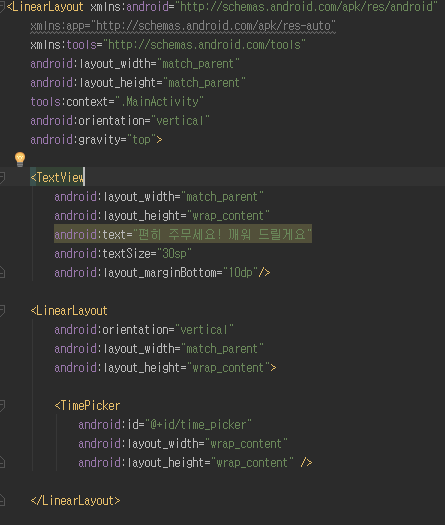 <LinearLayout xmlns:android="http://schemas.android.com/apk/res/android"
xmlns:app="http://schemas.android.com/apk/res-auto"
xmlns:tools="http://schemas.android.com/tools"
android:layout_width="match_parent"
android:layout_height="match_parent"
tools:context=".MainActivity"
android:orientation="vertical"
android:gravity="top">
<TextView
android:layout_width="match_parent"
android:layout_height="wrap_content"
android:text="편히 주무세요! 깨워 드릴게요"
android:textSize="30sp"
android:layout_marginBottom="10dp"/>
<LinearLayout
android:orientation="vertical"
android:layout_width="match_parent"
android:layout_height="wrap_content">
<TimePicker
android:id="@+id/time_picker"
android:layout_width="wrap_content"
android:layout_height="wrap_content" />
</LinearLayout>